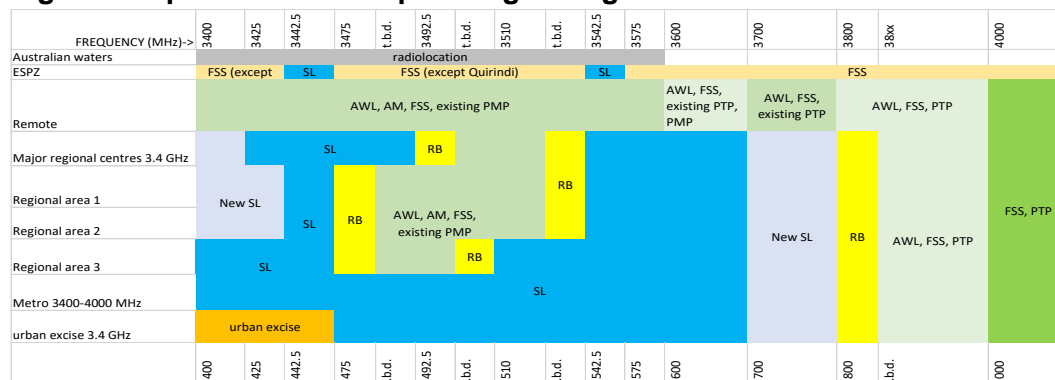 FREQUENCY (MHz)->
3400
3425
3442.5
3475
t.b.d.
3492.5
t.b.d.
3510
t.b.d.
3542.5
3575
3600
3700
3800
38xx
4000
Australian waters
radiolocation
ESPZ
FSS (except
SL
FSS (except Quirindi)
SL
FSS
Remote
AWL, AM, FSS, existing PMP
AWL, FSS,
existing PTP,
PMP
AWL, FSS,
existing PTP
AWL, FSS, PTP
Major regional centres 3.4 GHz
SL
RB
Regional area 1
New SL
SL
RB
AWL, AM, FSS,
existing PMP
RB
New SL
RB
AWL, FSS, PTP
FSS, PTP
Regional area 2
Regional area 3
SL
RB
Metro 3400-4000 MHz
SL
urban excise 3.4 GHz
urban excise
400
425
442.5
475
.b.d.
492.5
.b.d.
510
.b.d.
542.5
575
600
700
800
.b.d.
000